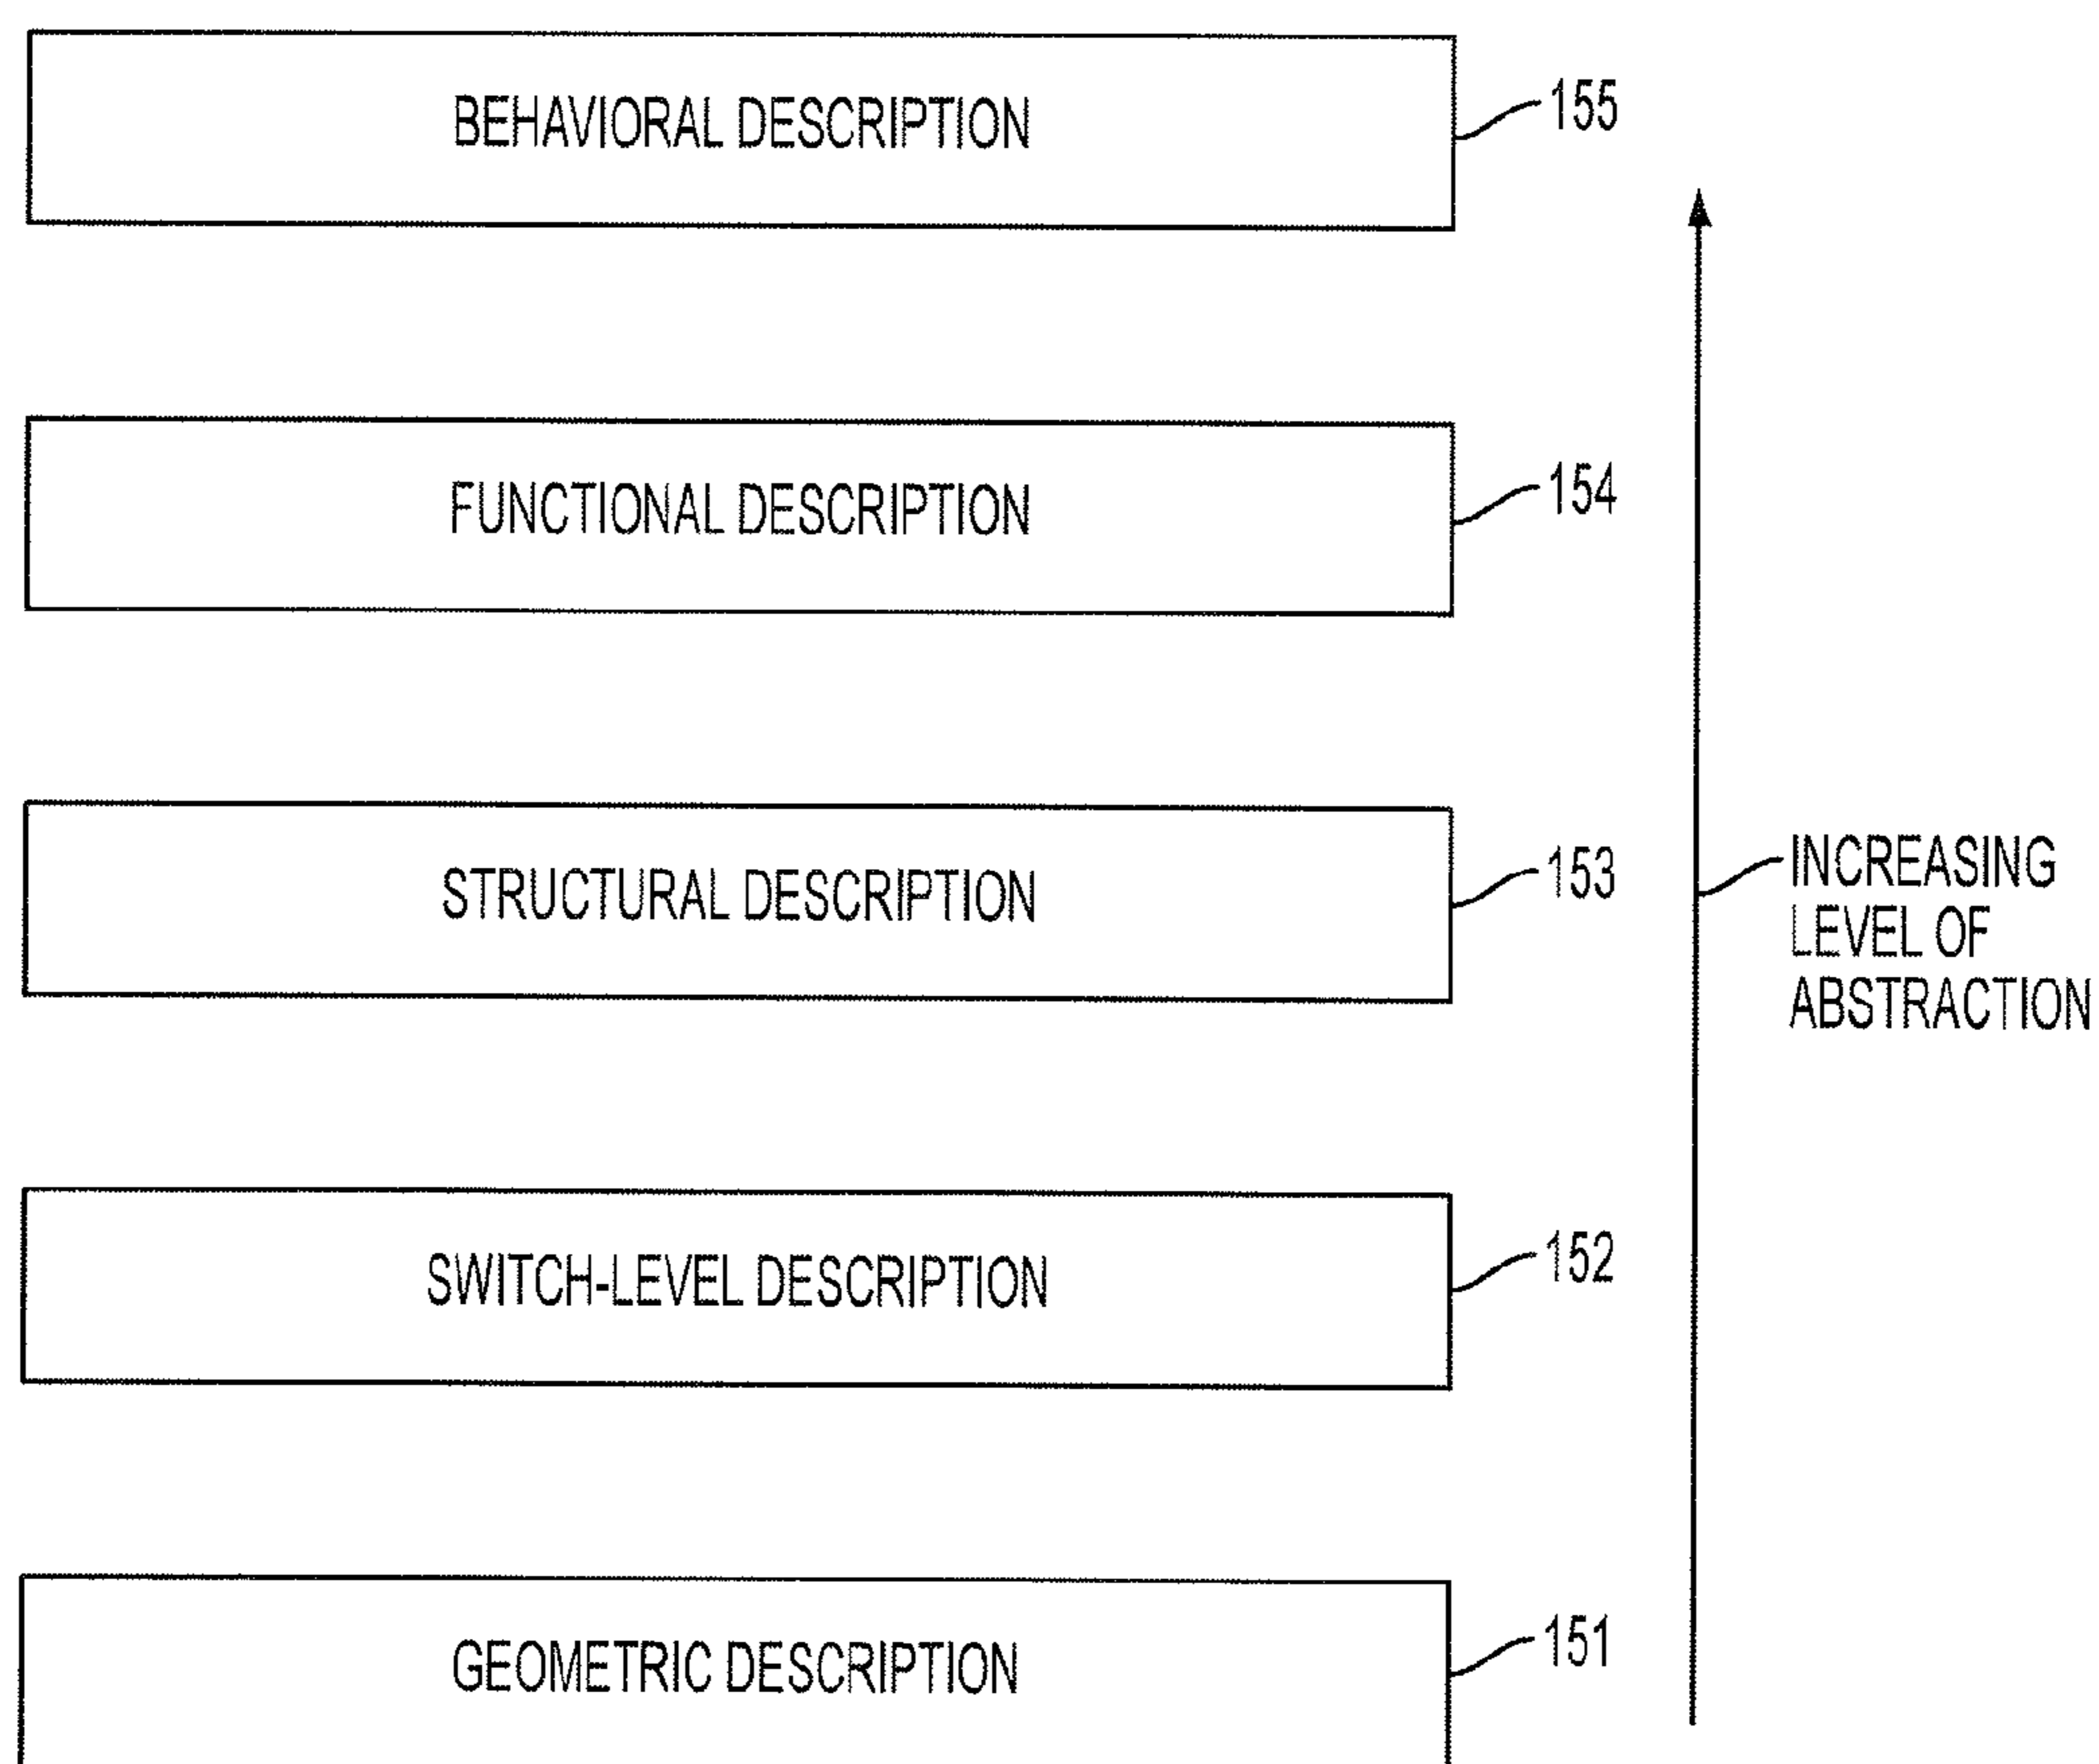 BEHAVIORAL DESCRIPTION
155
FUNCTIONAL DESCRIPTION
154
STRUCTURAL DESCRIPTION
153
INCREASING
LEVEL OF
ABSTRACTION
SWITCH-LEVEL DESCRIPTION
152
GEOMETRIC DESCRIPTION
151